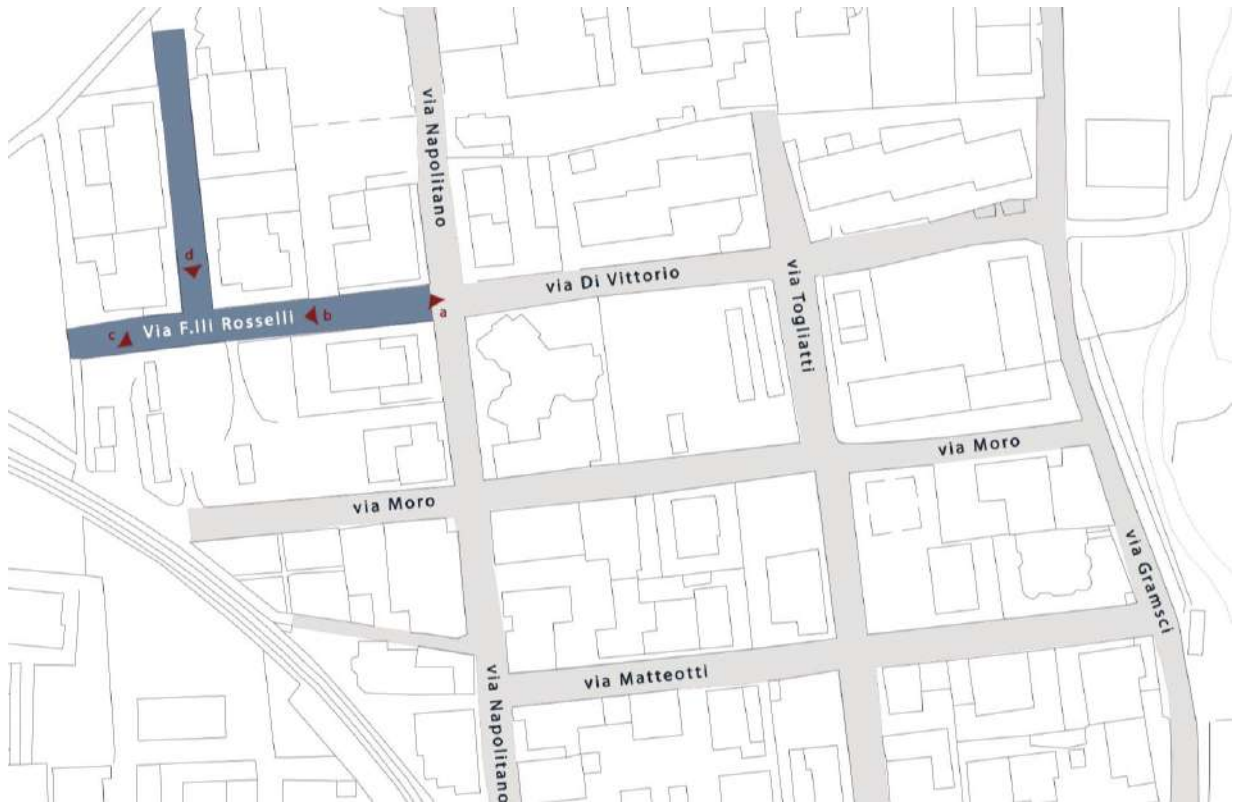 via Napolitano
d
via Di Vittorio
a
b
Via F.lli Rosselli
c
via Togliatti
via Moro
via Moro
via Gramsci
via Matteotti
via Napolitano